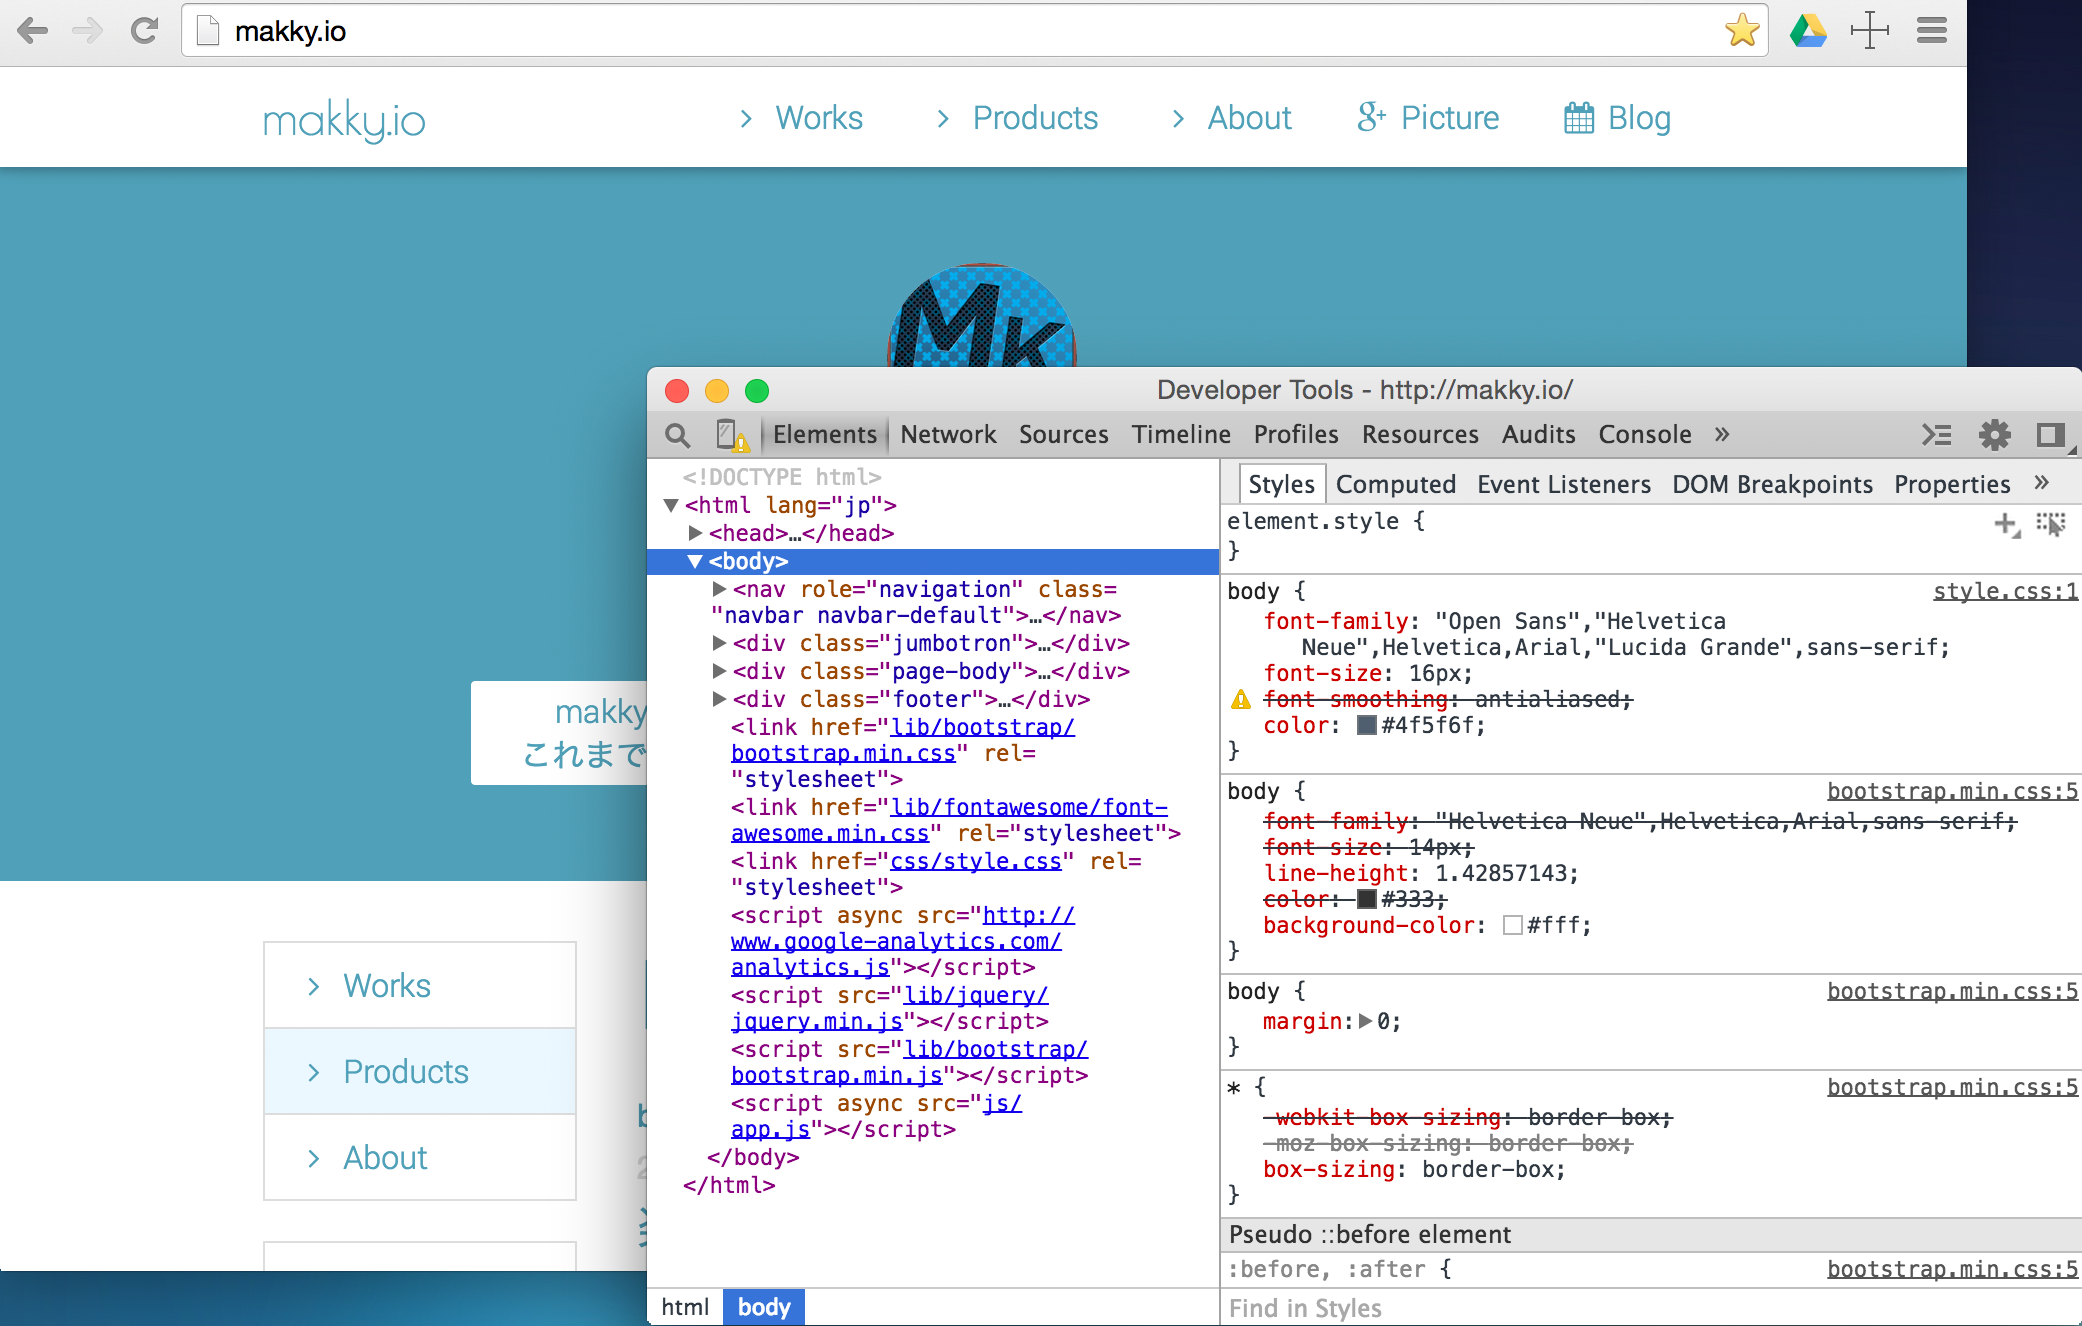 makky.io
makky.io
Works
Products
About
g+ Picture
Blog
Mk
makky
これまで
Works
Products
About
Developer Tools - http://makky.io/
Elements Network Sources Timeline Profiles Resources Audits Console »
<!DOCTYPE html>
▼<html lang="jp">
▶<head>…</head>
▼<body>
▶<nav role="navigation" class=
"navbar navbar-default">…</nav>
▶<div class="jumbotron">…</div>
▶<div class="page-body">…</div>
▶<div class="footer">…</div>
<link href="lib/bootstrap/
bootstrap.min.css" rel=
"stylesheet">
<link href="lib/fontawesome/font-
awesome.min.css" rel="stylesheet">
<link href="css/style.css" rel=
"stylesheet">
<script async src="http://
www.google-analytics.com/
analytics.js"></script>
<script src="lib/jquery/
jquery.min.js"></script>
<script src="lib/bootstrap/
bootstrap.min.js"></script>
<script async src="js/
app.js"></script>
</body>
</html>
html body
Styles Computed Event Listeners DOM Breakpoints Properties »
element.style {
}
body { style.css:1
font-family: "Open Sans","Helvetica
Neue",Helvetica,Arial,"Lucida Grande",sans-serif;
font-size: 16px;
font-smoothing: antialiased;
color: #4f5f6f;
}
body { bootstrap.min.css:5
font-family: "Helvetica Neue",Helvetica,Arial,sans-serif;
font-size: 14px;
line-height: 1.42857143;
color: #333;
background-color: #fff;
}
body { bootstrap.min.css:5
margin:▶0;
}
* { bootstrap.min.css:5
-webkit-box-sizing: border-box;
-moz-box-sizing: border-box;
box-sizing: border-box;
}
Pseudo ::before element
:before, :after { bootstrap.min.css:5
Find in Styles